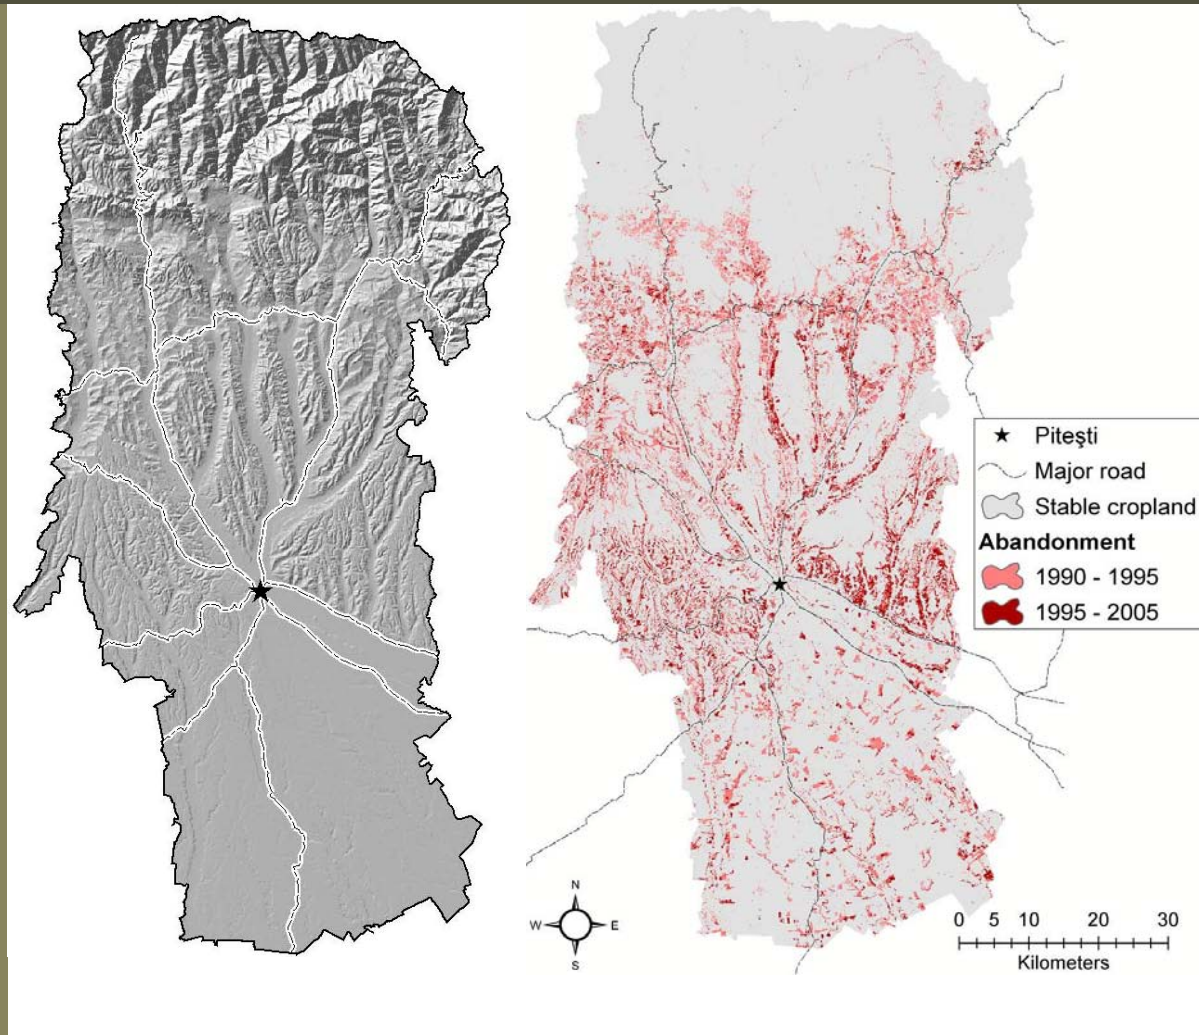 Piteşti
Major road
Stable cropland
Abandonment
1990 - 1995
1995 - 2005
N
W E
S
0 5 10 20 30
Kilometers